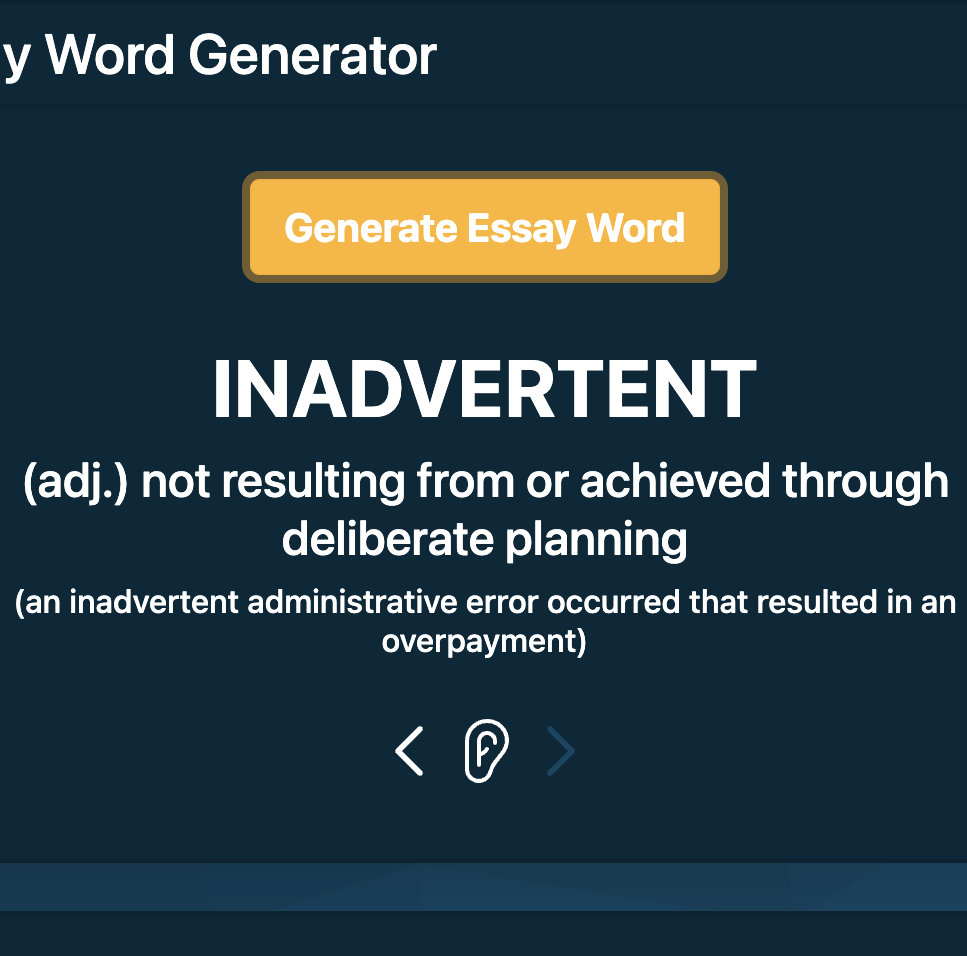 y Word Generator
Generate Essay Word
INADVERTENT
(adj.) not resulting from or achieved through
deliberate planning
(an inadvertent administrative error occurred that resulted in an
overpayment)